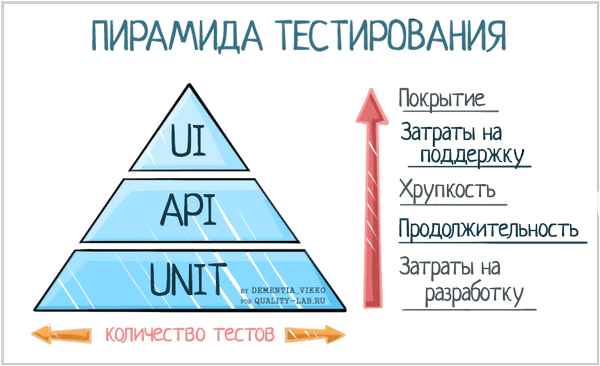 ПИРАМИДА ТЕСТИРОВАНИЯ
UI
API
UNIT
BY DEMENTIA_VIKKO
FOR QUALITY-LAB.RU
КОЛИЧЕСТВО ТЕСТОВ
Покрытие
Затраты на
поддержку
Хрупкость
Продолжительность
Затраты на
разработку